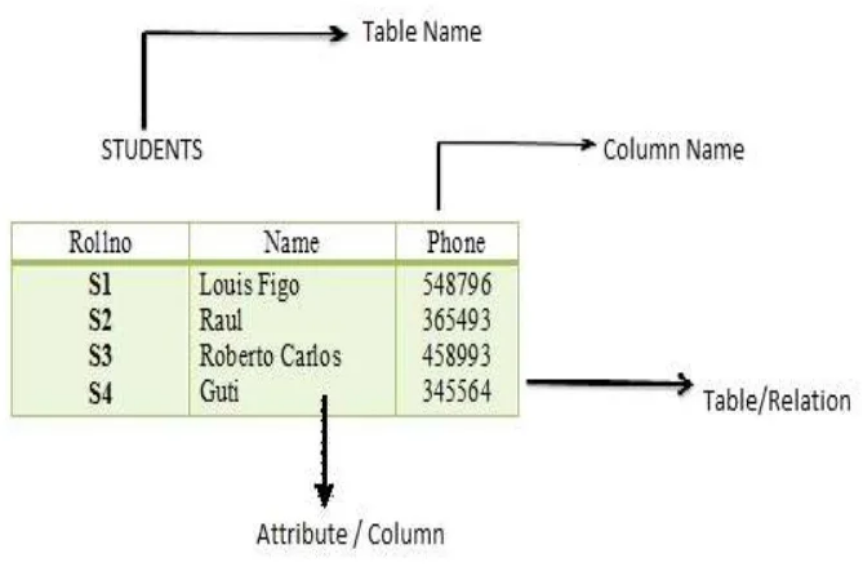 Table Name
STUDENTS
Column Name
Rollno Name Phone
S1 Louis Figo 548796
S2 Raul 365493
S3 Roberto Carlos 458993
S4 Guti 345564
Table/Relation
Attribute / Column